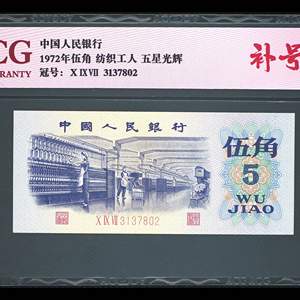 CG
WARRANTY
中国人民银行
1972年伍角 纺织工人 五星光辉
冠号: X IX VII 3137802
补号
中國人民銀行
伍角
5
WU
JIAO
X IX VII 3137802